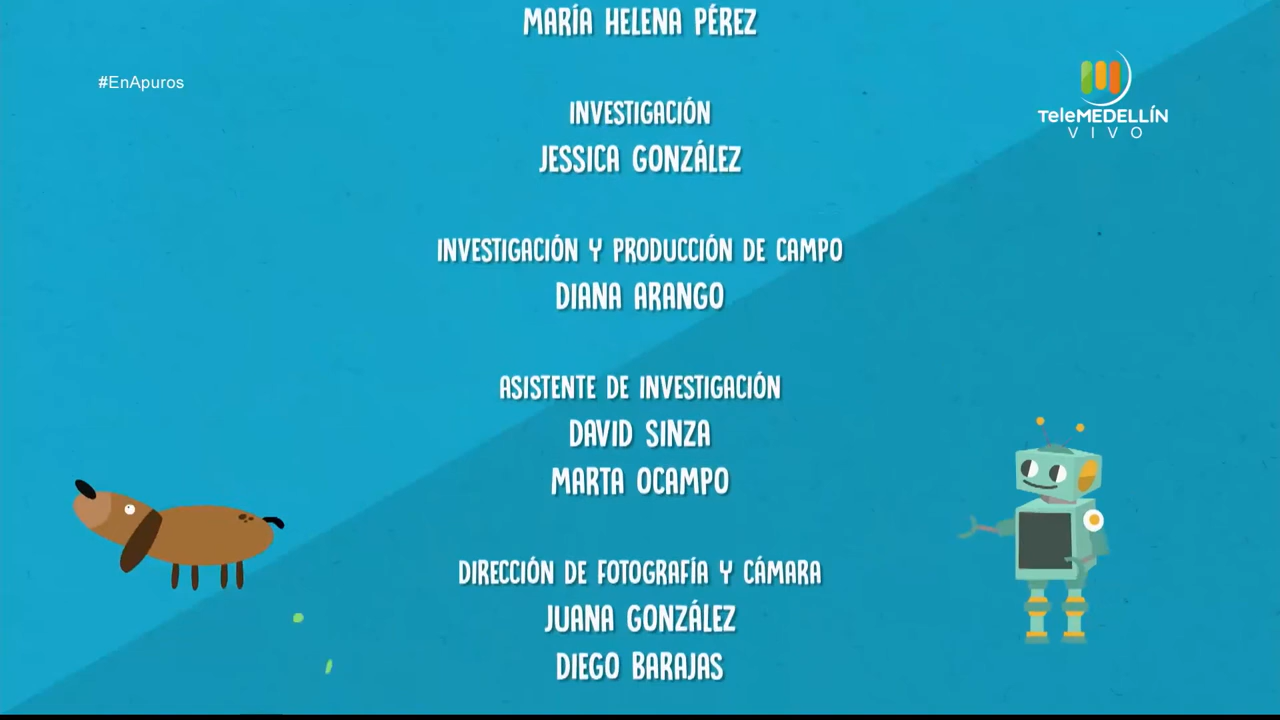 MARÍA HELENA PÉREZ
#EnApuros
TeleMEDELLÍN
VIVO
INVESTIGACIÓN
JESSICA GONZÁLEZ
INVESTIGACIÓN Y PRODUCCIÓN DE CAMPO
DIANA ARANGO
ASISTENTE DE INVESTIGACIÓN
DAVID SINZA
MARTA OCAMPO
DIRECCIÓN DE FOTOGRAFÍA Y CÁMARA
JUANA GONZÁLEZ
DIEGO BARAJAS